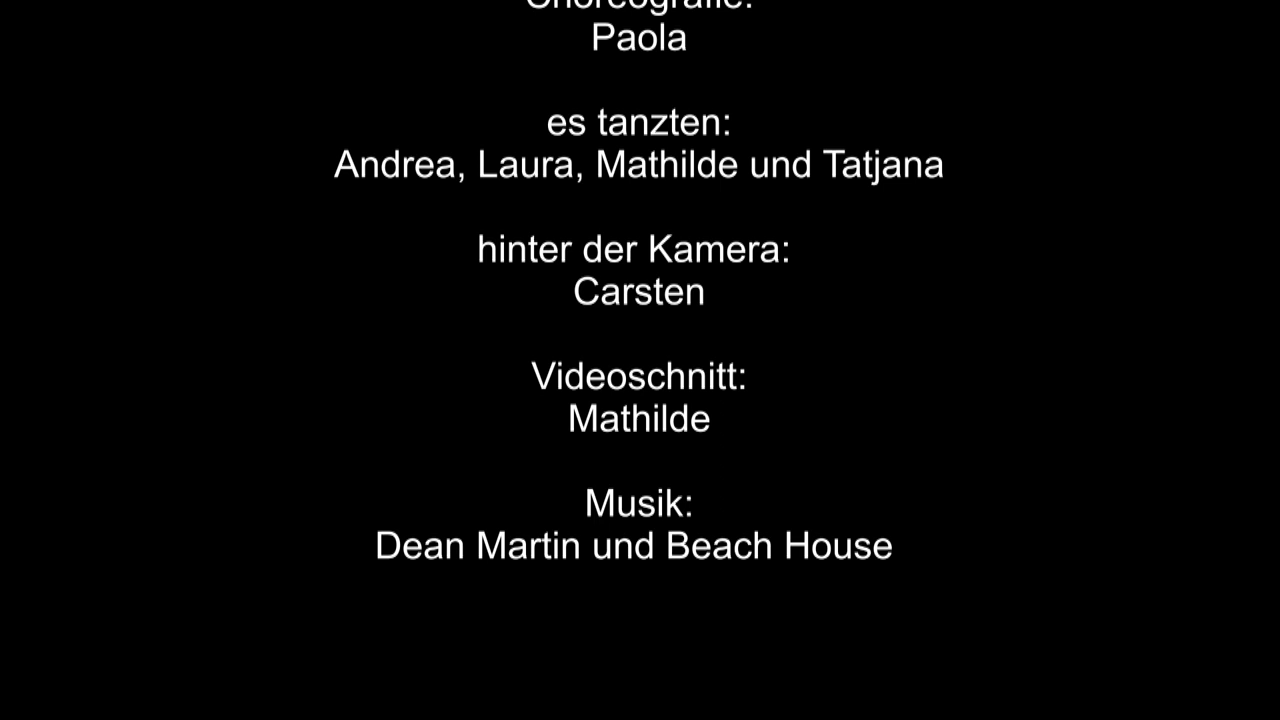 Choreografie:
Paola
es tanzten:
Andrea, Laura, Mathilde und Tatjana
hinter der Kamera:
Carsten
Videoschnitt:
Mathilde
Musik:
Dean Martin und Beach House